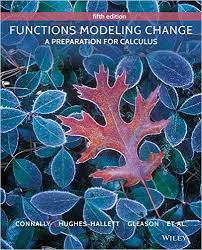 fifth edition
FUNCTIONS MODELING CHANGE
A PREPARATION FOR CALCULUS
CONNALLY HUGHES-HALLETT GLEASON ET AL.
WILEY